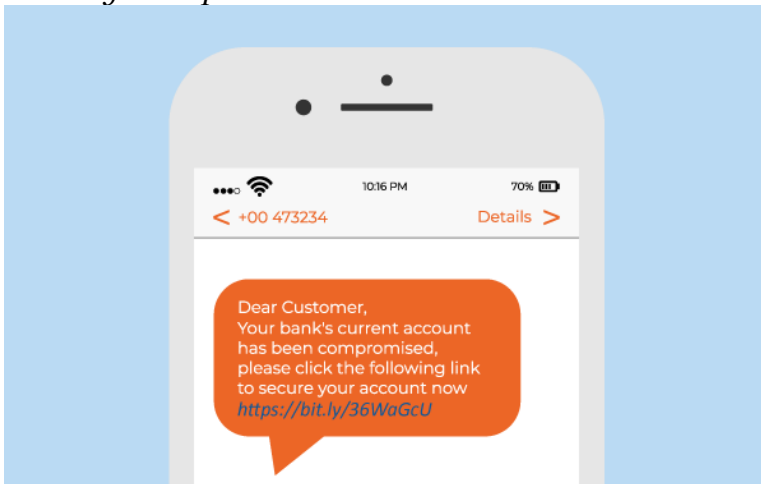 10:16 PM 70%
< +00 473234 Details >
Dear Customer,
Your bank's current account
has been compromised,
please click the following link
to secure your account now
https://bit.ly/36WaGcU